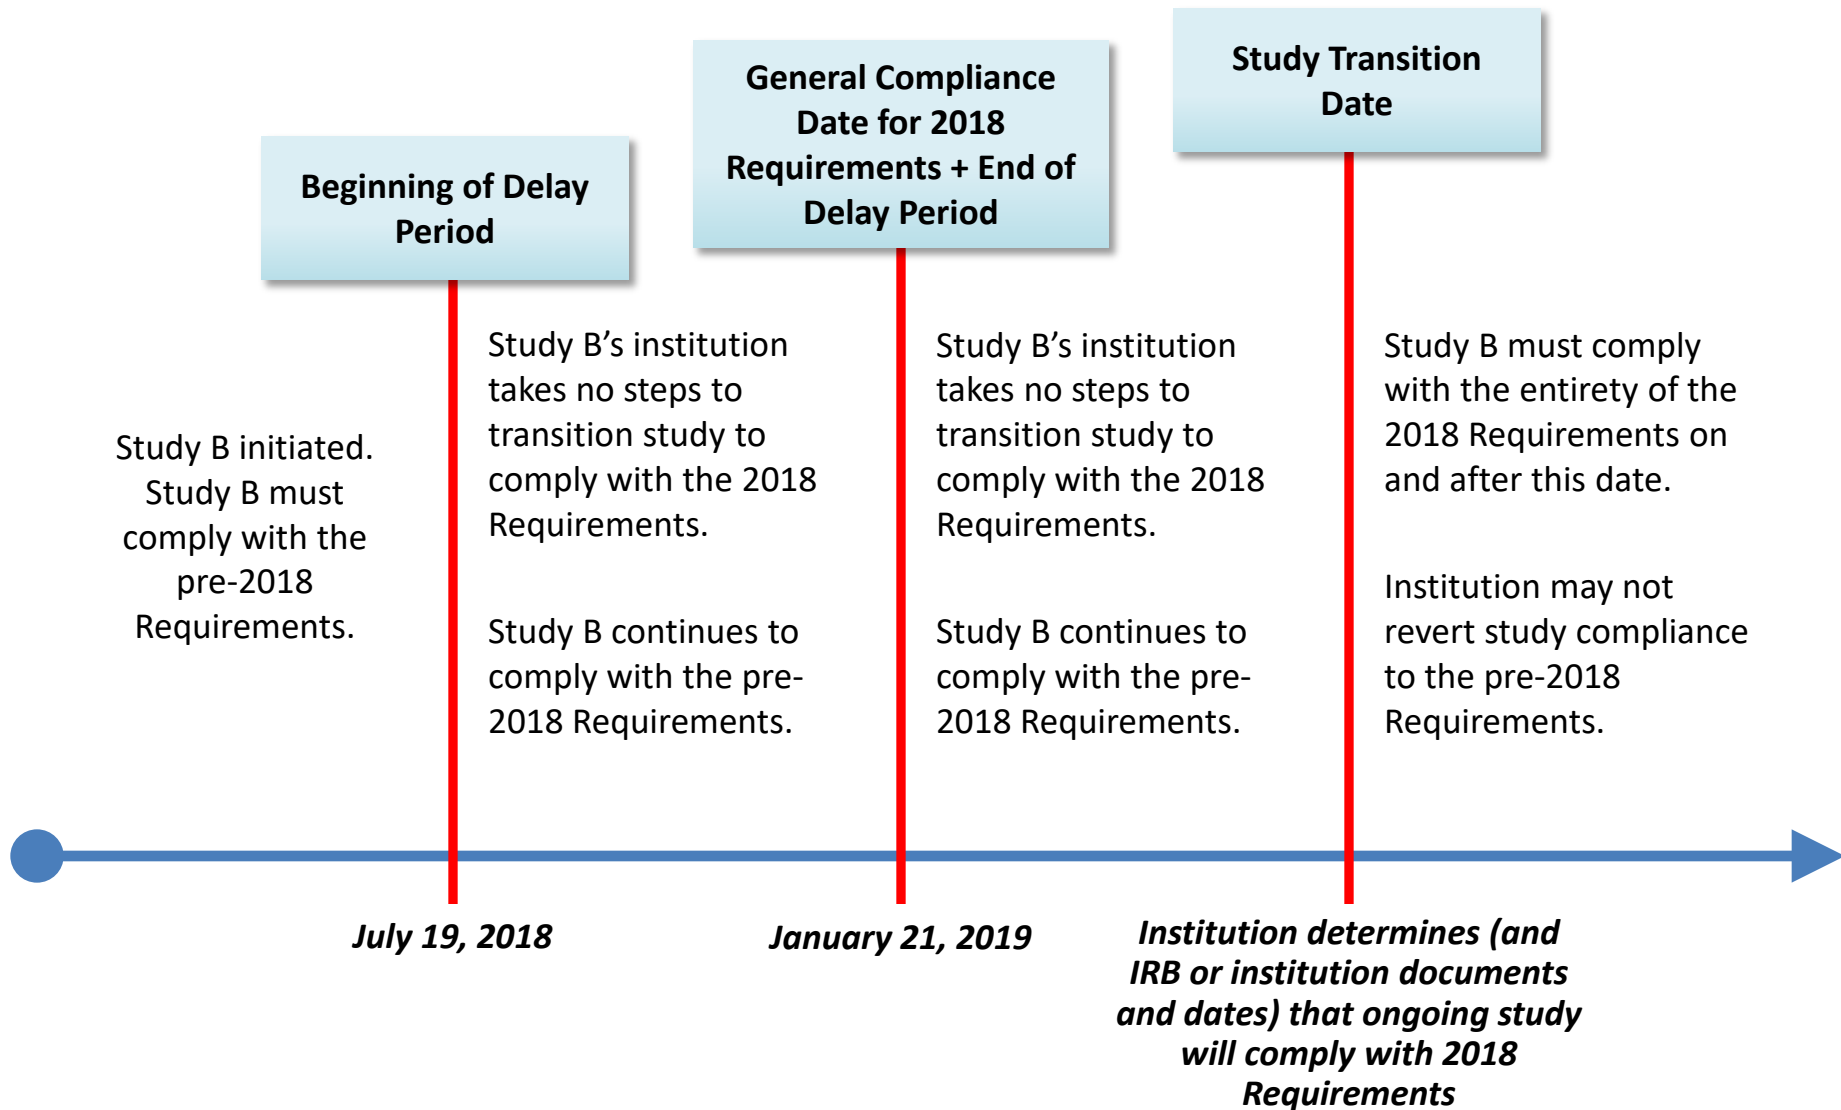 Beginning of Delay
Period
General Compliance
Date for 2018
Requirements + End of
Delay Period
Study Transition
Date
Study B initiated.
Study B must
comply with the
pre-2018
Requirements.
Study B’s institution
takes no steps to
transition study to
comply with the 2018
Requirements.
Study B continues to
comply with the pre-
2018 Requirements.
Study B’s institution
takes no steps to
transition study to
comply with the 2018
Requirements.
Study B continues to
comply with the pre-
2018 Requirements.
Study B must comply
with the entirety of the
2018 Requirements on
and after this date.
Institution may not
revert study compliance
to the pre-2018
Requirements.
July 19, 2018
January 21, 2019
Institution determines (and
IRB or institution documents
and dates) that ongoing study
will comply with 2018
Requirements